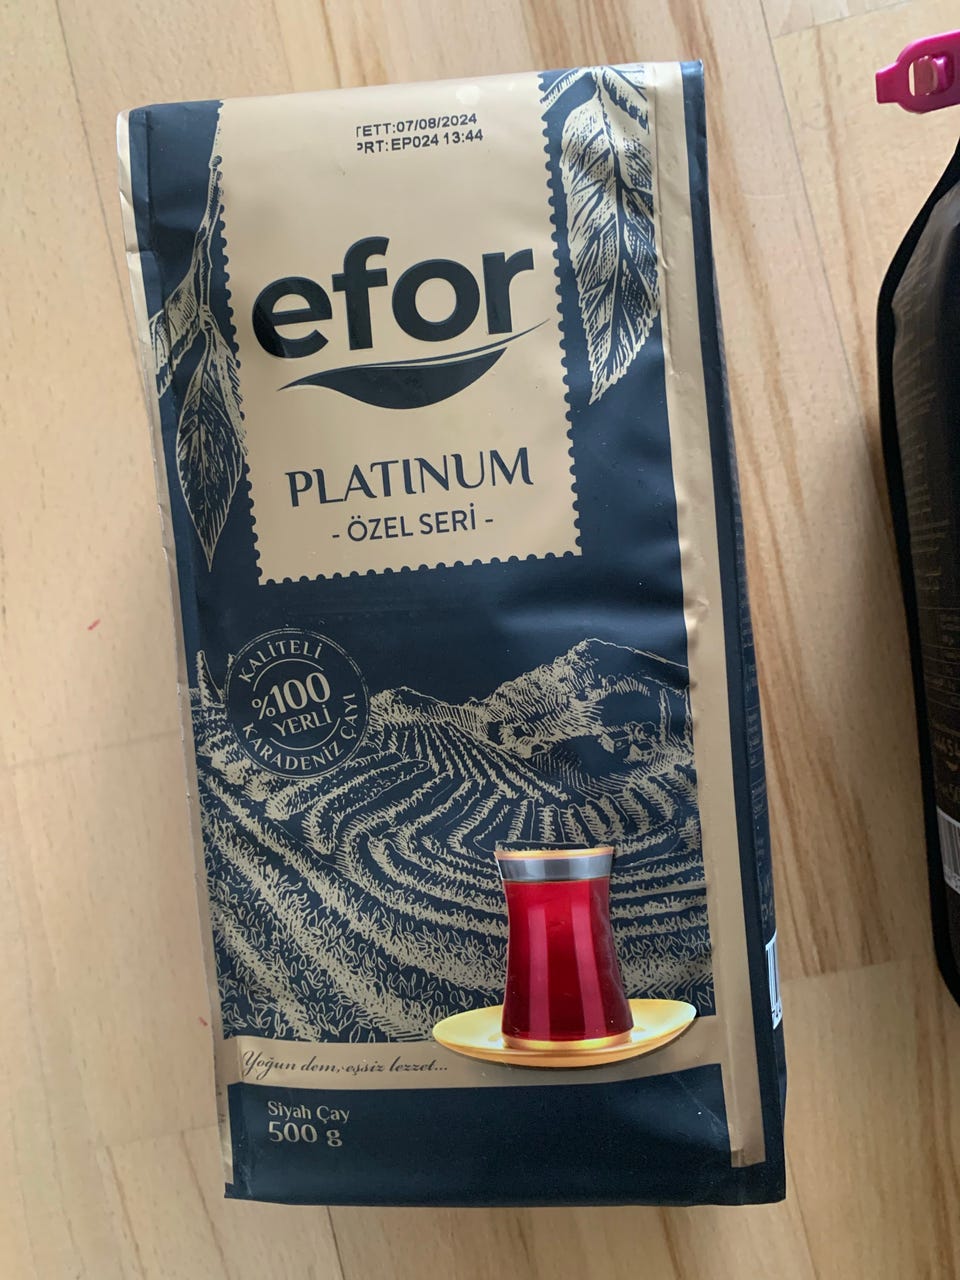 TETT:07/08/2024
PRT:EP024 13:44
efor
PLATINUM
- ÖZEL SERİ -
KALİTELİ
%100
YERLİ
KARADENİZ ÇAYI
Yoğun dem, eşsiz lezzet...
Siyah Çay
500 g